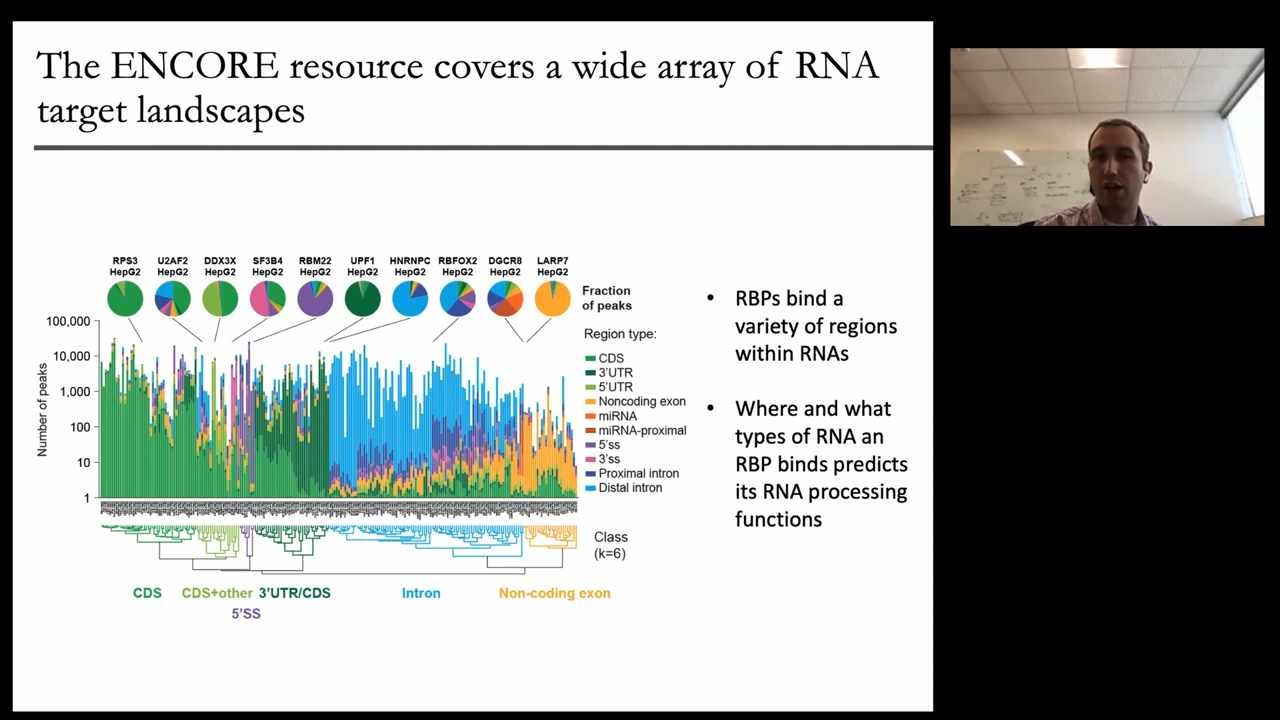 The ENCORE resource covers a wide array of RNA
target landscapes
RPS3 U2AF2 DDX3X SF3B4 RBM22 UPF1 HNRNPC RBFOX2 DGCR8 LARP7
HepG2 HepG2 HepG2 HepG2 HepG2 HepG2 HepG2 HepG2 HepG2 HepG2
Fraction
of peaks
Number of peaks
100,000
10,000
1,000
100
10
1
Region type:
CDS
3'UTR
5'UTR
Noncoding exon
miRNA
miRNA-proximal
5'ss
3'ss
Proximal intron
Distal intron
Class
(k=6)
CDS CDS+other 3'UTR/CDS Intron Non-coding exon
5'SS
• RBPs bind a
variety of regions
within RNAs
• Where and what
types of RNA an
RBP binds predicts
its RNA processing
functions